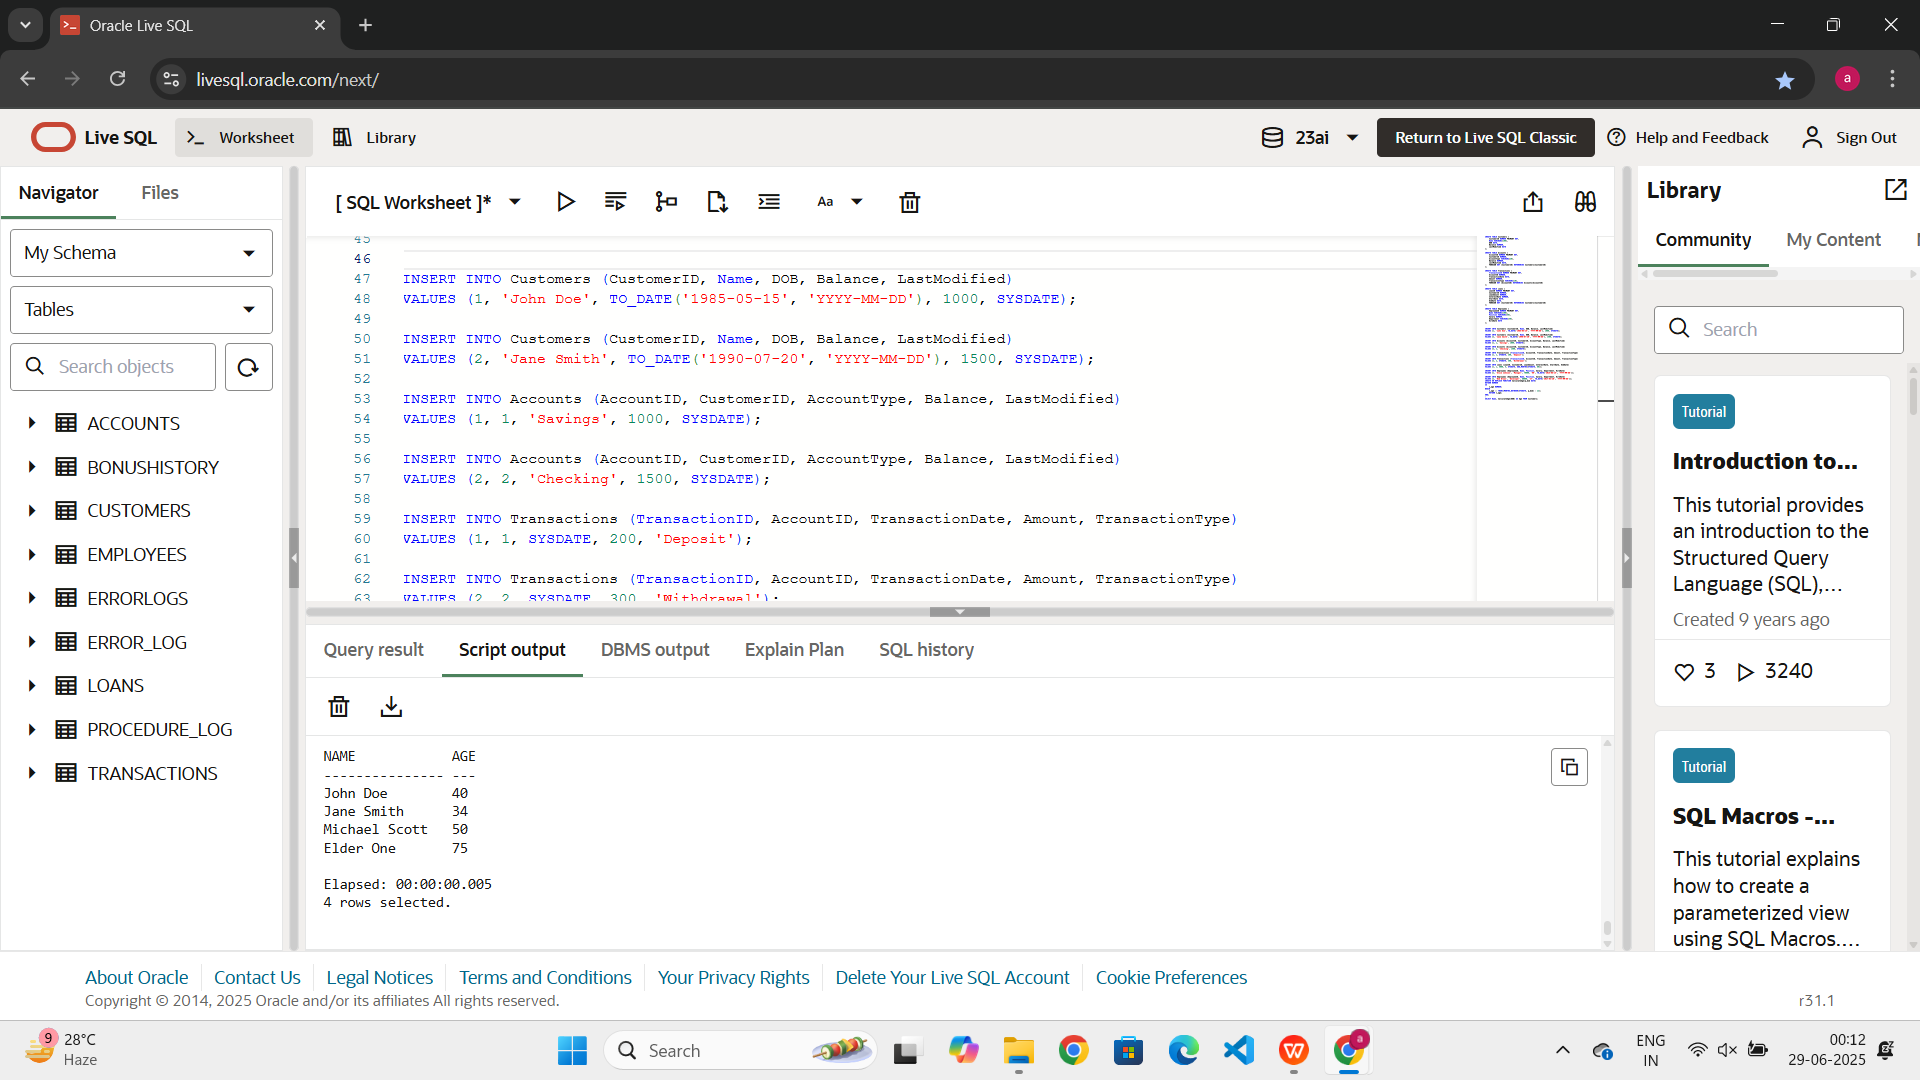 Oracle Live SQL
livesql.oracle.com/next/
a
Live SQL
Worksheet
Library
23ai
Return to Live SQL Classic
Help and Feedback
Sign Out
Navigator
Files
My Schema
Tables
Search objects
ACCOUNTS
BONUSHISTORY
CUSTOMERS
EMPLOYEES
ERRORLOGS
ERROR_LOG
LOANS
PROCEDURE_LOG
TRANSACTIONS
[ SQL Worksheet ]*
Aa
45
46
47 INSERT INTO Customers (CustomerID, Name, DOB, Balance, LastModified)
48 VALUES (1, 'John Doe', TO_DATE('1985-05-15', 'YYYY-MM-DD'), 1000, SYSDATE);
49
50 INSERT INTO Customers (CustomerID, Name, DOB, Balance, LastModified)
51 VALUES (2, 'Jane Smith', TO_DATE('1990-07-20', 'YYYY-MM-DD'), 1500, SYSDATE);
52
53 INSERT INTO Accounts (AccountID, CustomerID, AccountType, Balance, LastModified)
54 VALUES (1, 1, 'Savings', 1000, SYSDATE);
55
56 INSERT INTO Accounts (AccountID, CustomerID, AccountType, Balance, LastModified)
57 VALUES (2, 2, 'Checking', 1500, SYSDATE);
58
59 INSERT INTO Transactions (TransactionID, AccountID, TransactionDate, Amount, TransactionType)
60 VALUES (1, 1, SYSDATE, 200, 'Deposit');
61
62 INSERT INTO Transactions (TransactionID, AccountID, TransactionDate, Amount, TransactionType)
63 VALUES (2, 2, SYSDATE, 300, 'Withdrawal');
Query result
Script output
DBMS output
Explain Plan
SQL history
NAME AGE
--------------- ---
John Doe 40
Jane Smith 34
Michael Scott 50
Elder One 75
Elapsed: 00:00:00.005
4 rows selected.
Library
Community
My Content
Search
Tutorial
Introduction to...
This tutorial provides
an introduction to the
Structured Query
Language (SQL),...
Created 9 years ago
3
3240
Tutorial
SQL Macros -...
This tutorial explains
how to create a
parameterized view
using SQL Macros....
About Oracle
Contact Us
Legal Notices
Terms and Conditions
Your Privacy Rights
Delete Your Live SQL Account
Cookie Preferences
Copyright © 2014, 2025 Oracle and/or its affiliates All rights reserved.
r31.1
9
28°C
Haze
Search
a
ENG
IN
00:12
29-06-2025